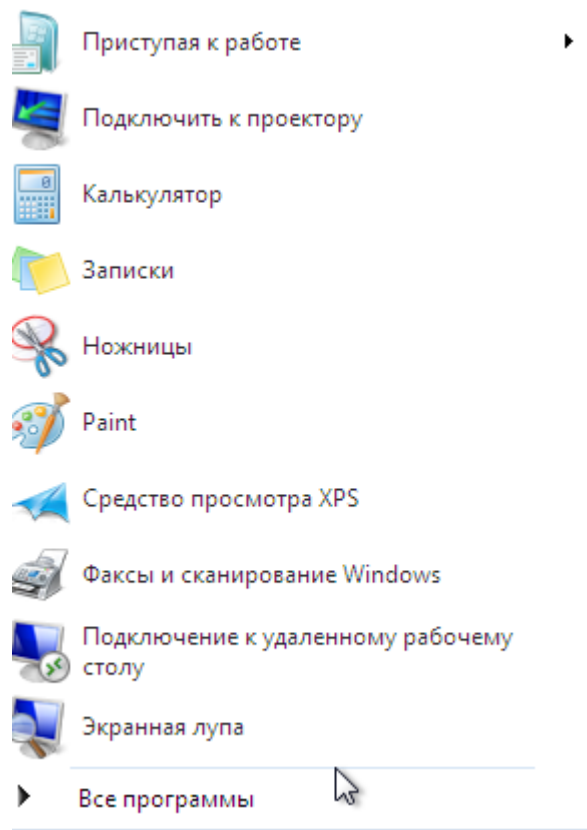 Приступая к работе
Подключить к проектору
Калькулятор
Записки
Ножницы
Paint
Средство просмотра XPS
Факсы и сканирование Windows
Подключение к удаленному рабочему
столу
Экранная лупа
Все программы